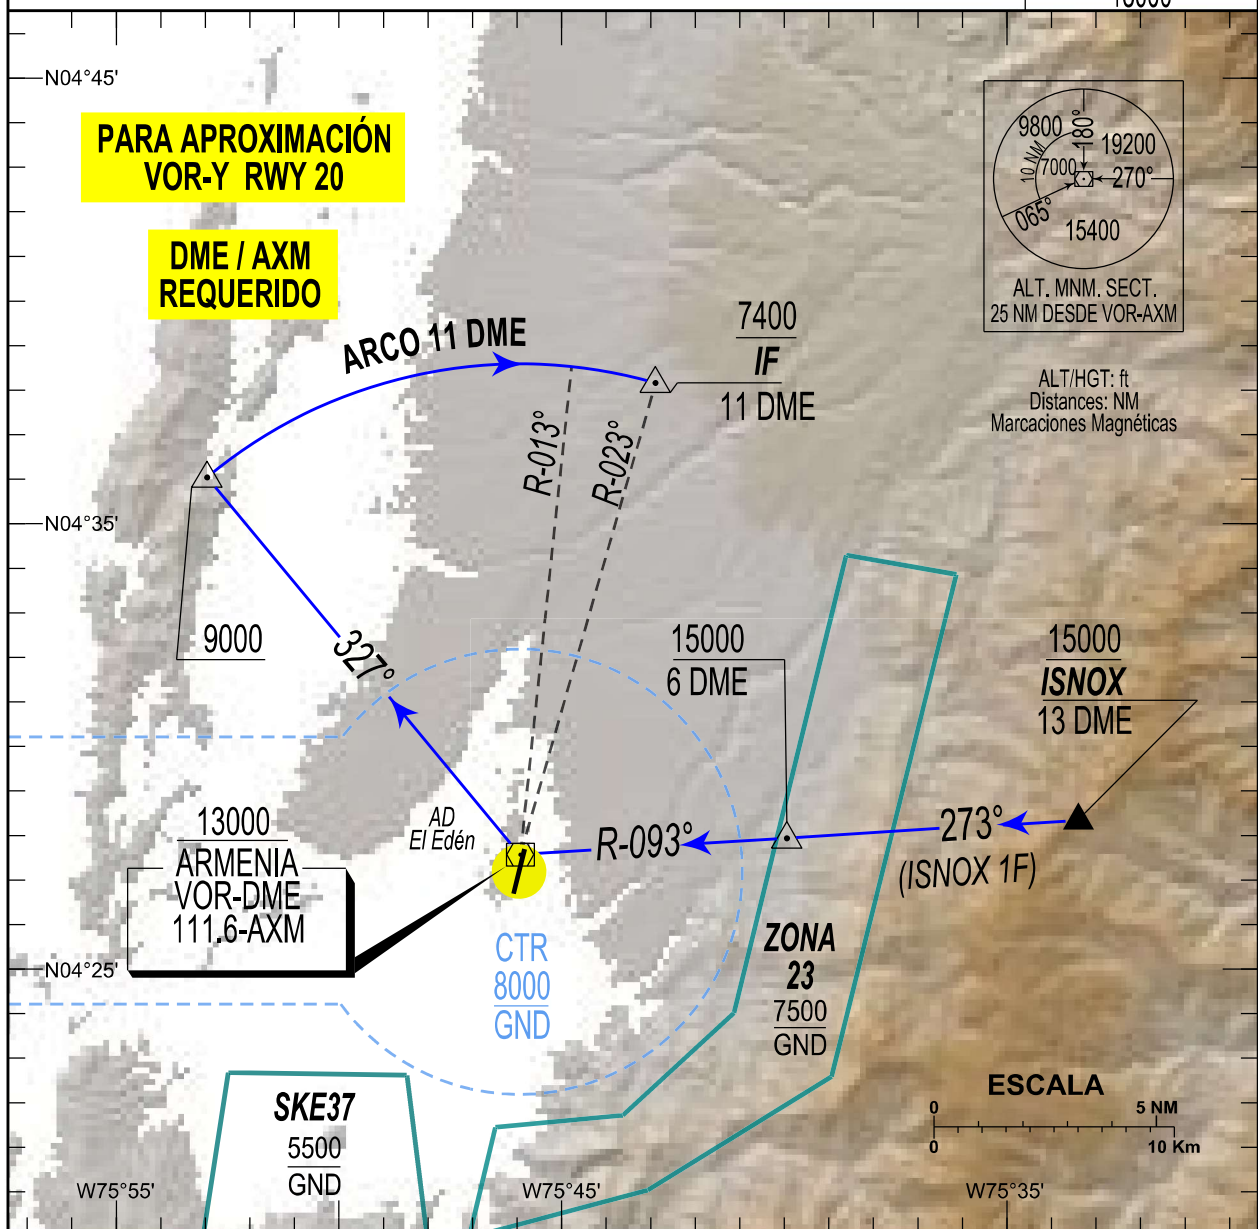 N04°45'
PARA APROXIMACIÓN
VOR-Y RWY 20
DME / AXM
REQUERIDO
9800
180°
19200
10 NM
7000
270°
065°
15400
ALT. MNM. SECT.
25 NM DESDE VOR-AXM
ALT/HGT: ft
Distances: NM
Marcaciones Magnéticas
ARCO 11 DME
7400
IF
11 DME
R-013°
R-023°
N04°35'
9000
327°
15000
6 DME
15000
ISNOX
13 DME
13000
ARMENIA
VOR-DME
111.6-AXM
AD
El Edén
R-093°
273°
(ISNOX 1F)
N04°25'
CTR
8000
GND
ZONA
23
7500
GND
SKE37
5500
GND
ESCALA
0 5 NM
0 10 Km
W75°55'
W75°45'
W75°35'